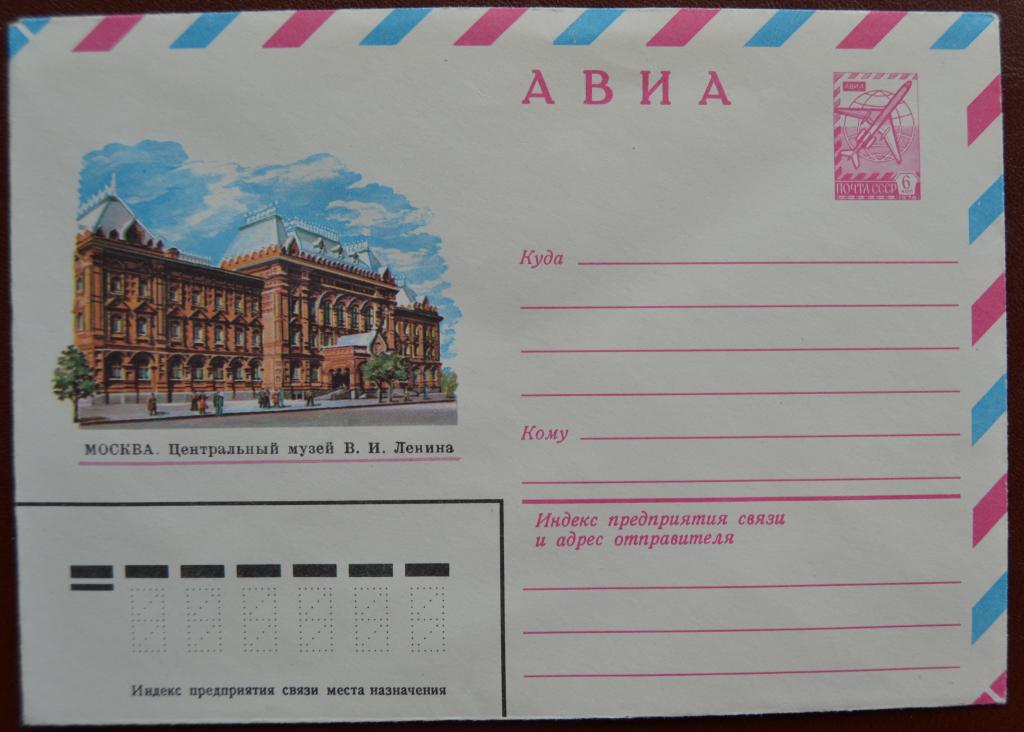 АВИА
АВИА
ПОЧТА СССР 6
КОП
Куда
МОСКВА. Центральный музей В. И. Ленина
Кому
Индекс предприятия связи
и адрес отправителя
Индекс предприятия связи места назначения